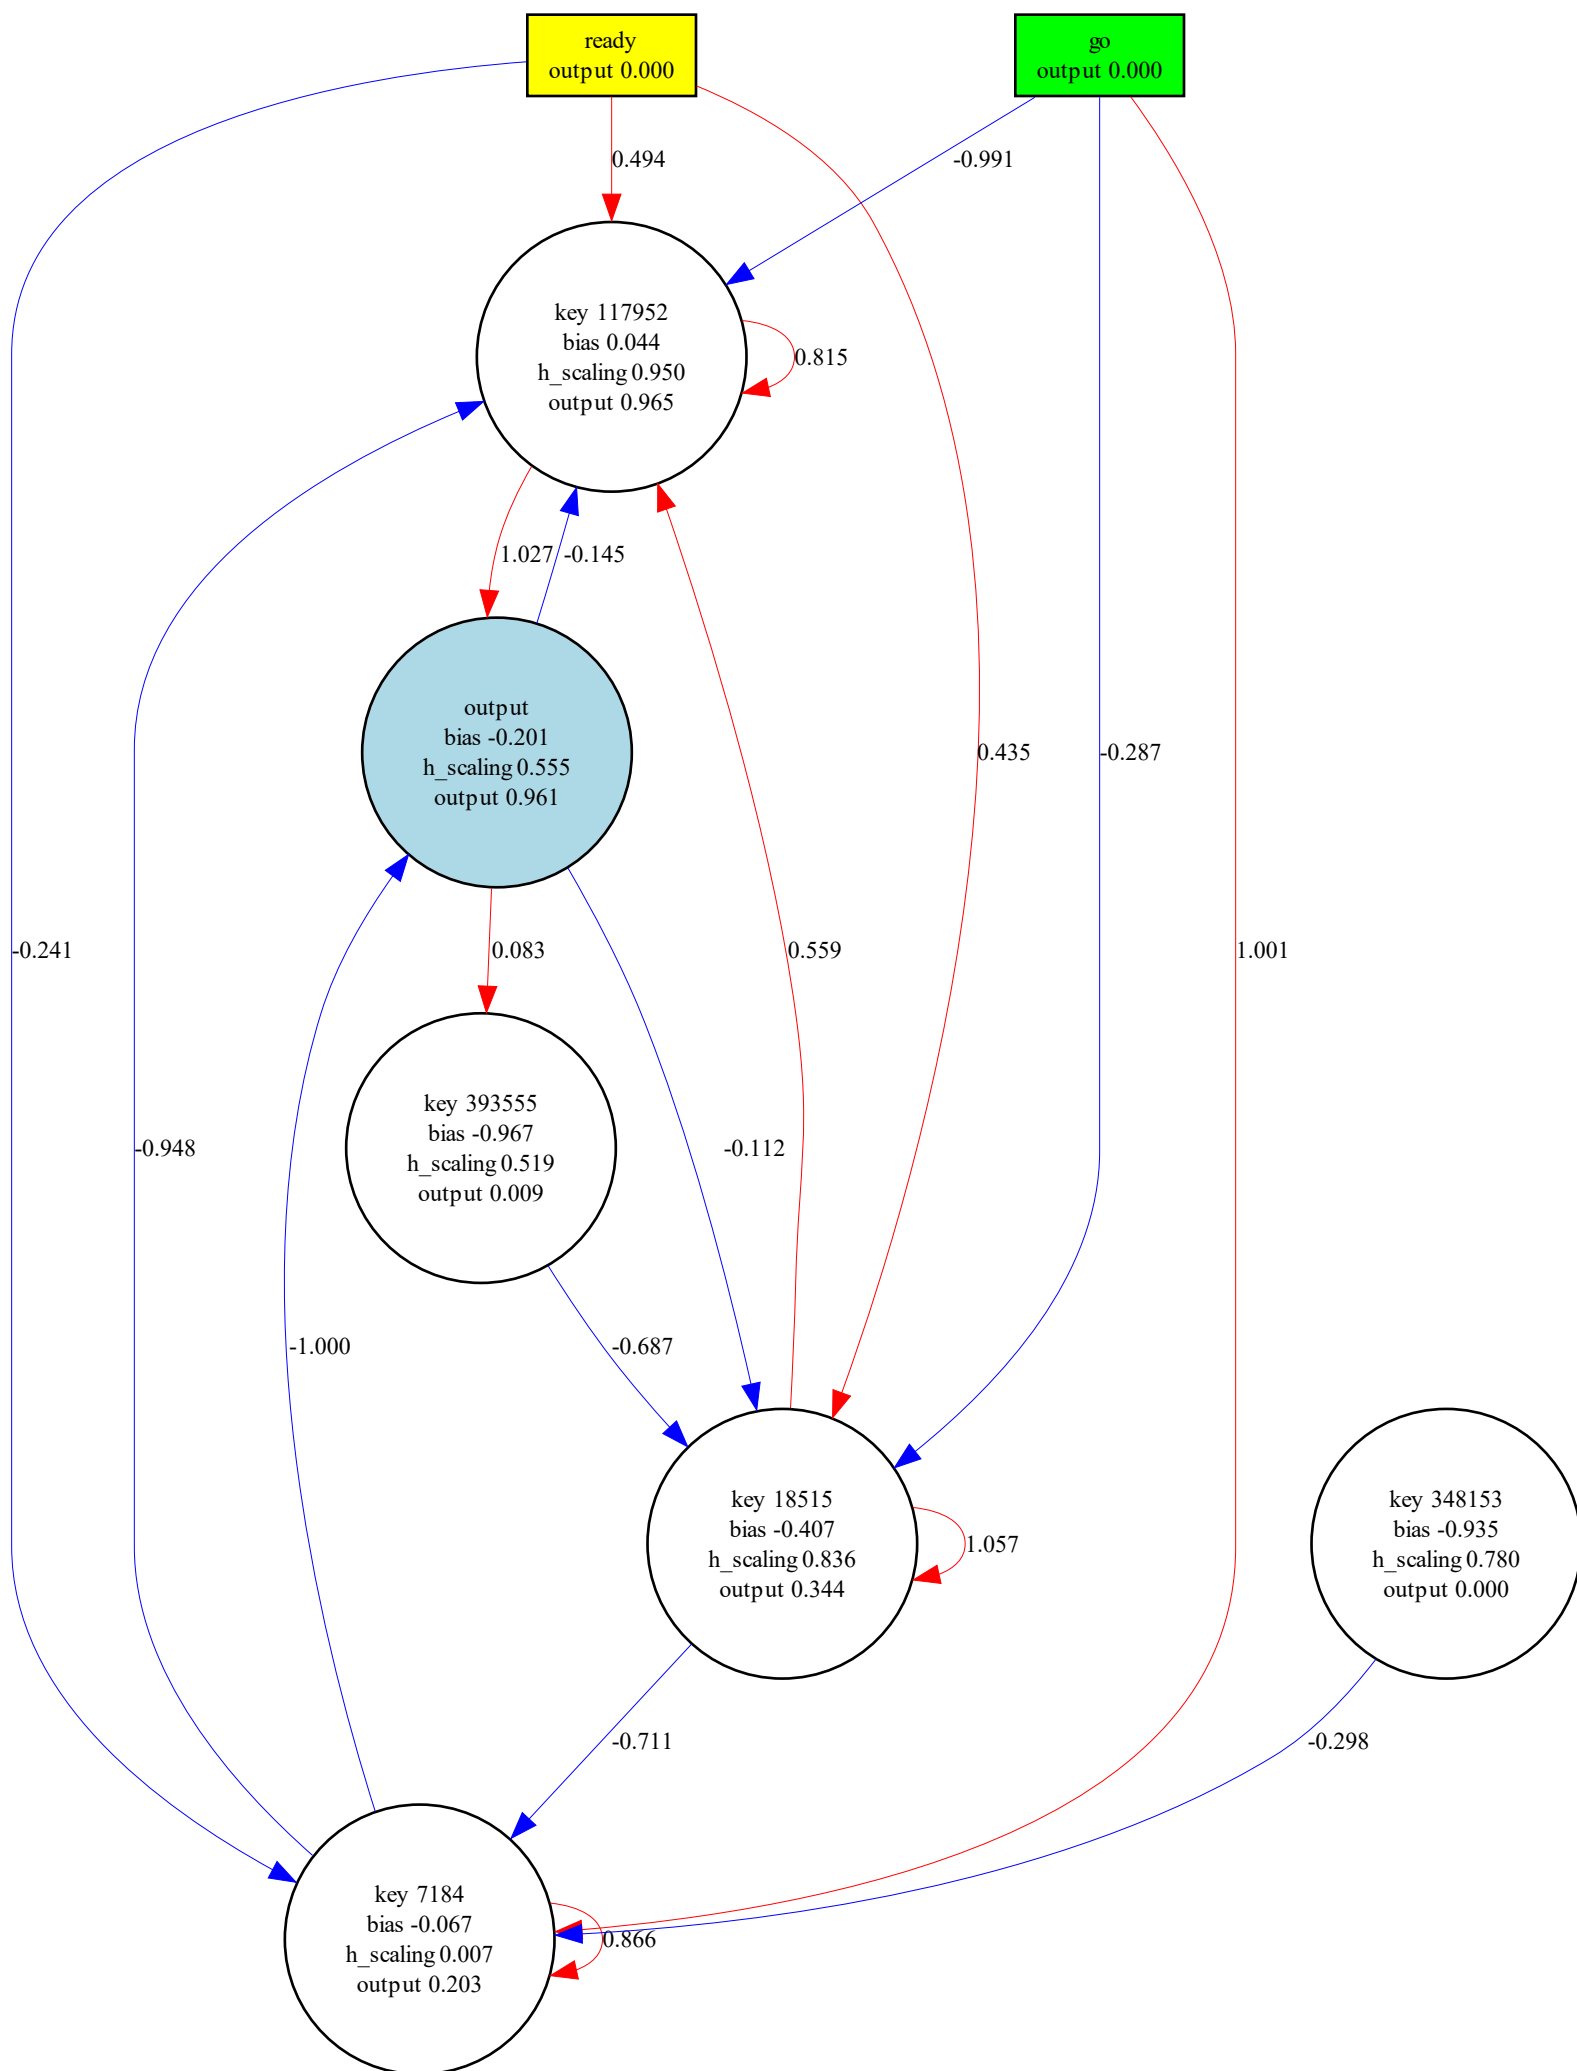 ready
output 0.000
go
output 0.000
0.494
-0.991
key 117952
bias 0.044
h_scaling 0.950
output 0.965
0.815
1.027
-0.145
output
bias -0.201
h_scaling 0.555
output 0.961
0.435
-0.287
-0.241
0.083
0.559
1.001
key 393555
bias -0.967
h_scaling 0.519
output 0.009
-0.948
-0.112
-1.000
-0.687
key 18515
bias -0.407
h_scaling 0.836
output 0.344
1.057
key 348153
bias -0.935
h_scaling 0.780
output 0.000
-0.711
-0.298
key 7184
bias -0.067
h_scaling 0.007
output 0.203
0.866